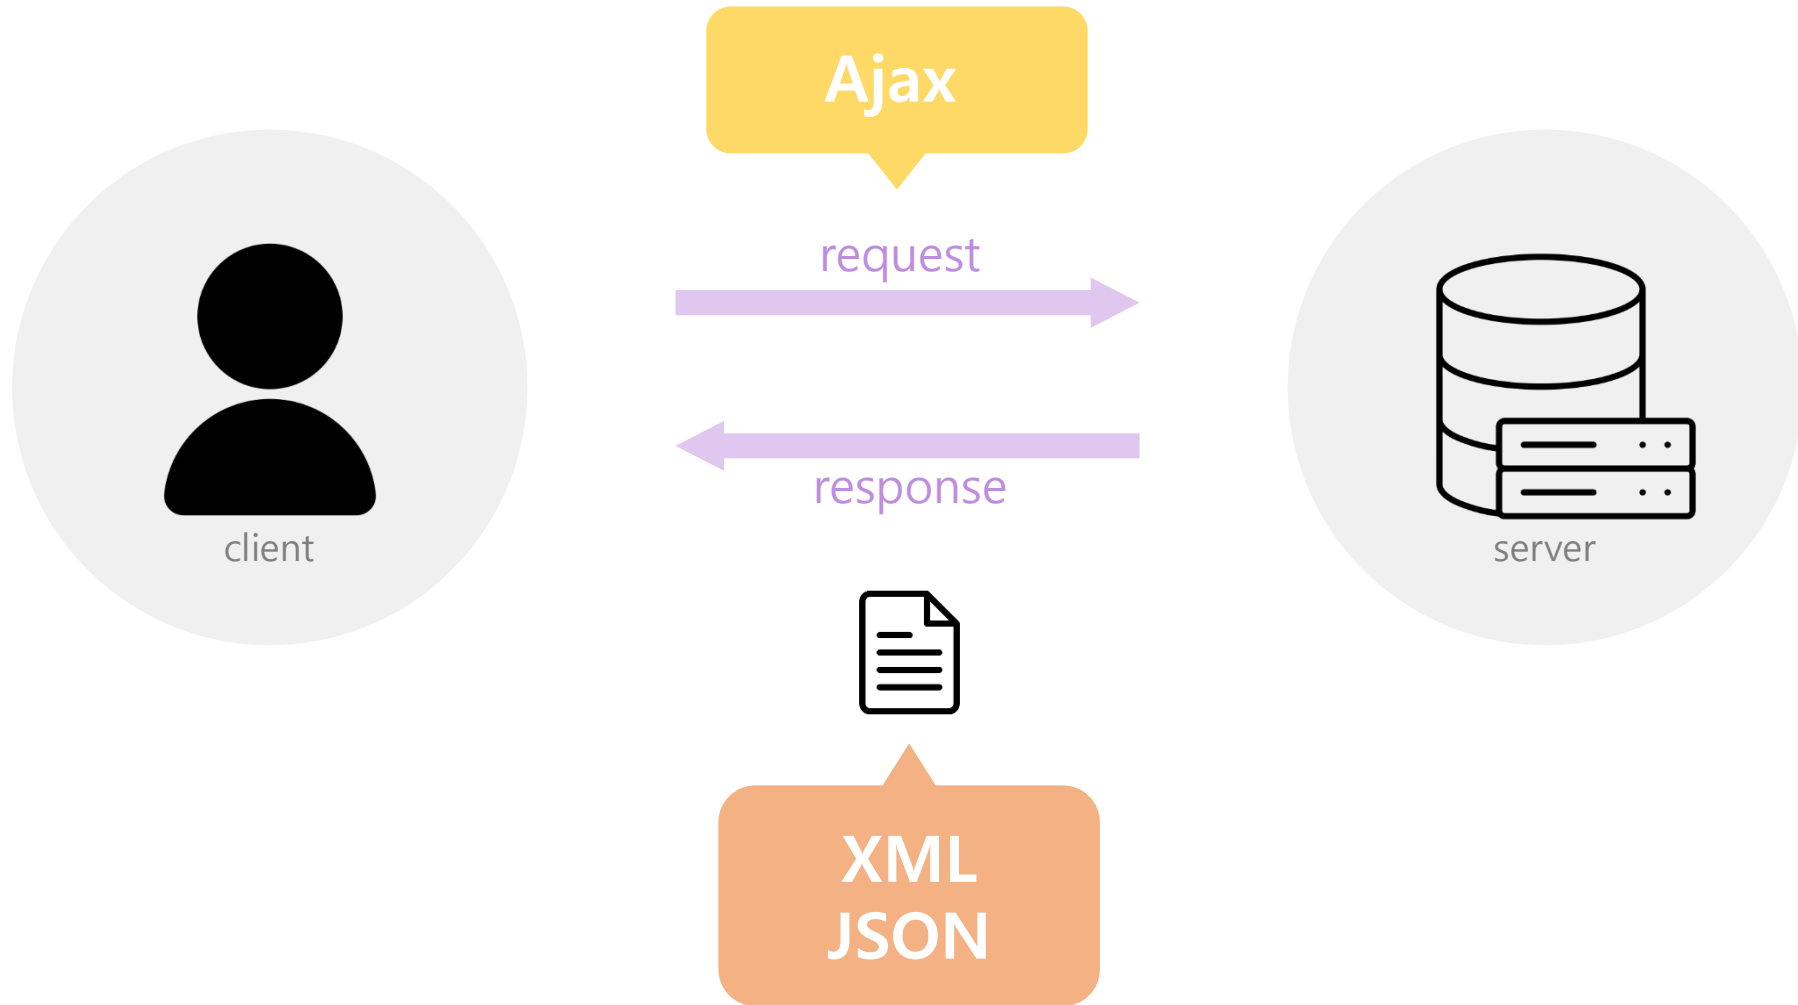 Ajax
request
response
client
server
XML
JSON